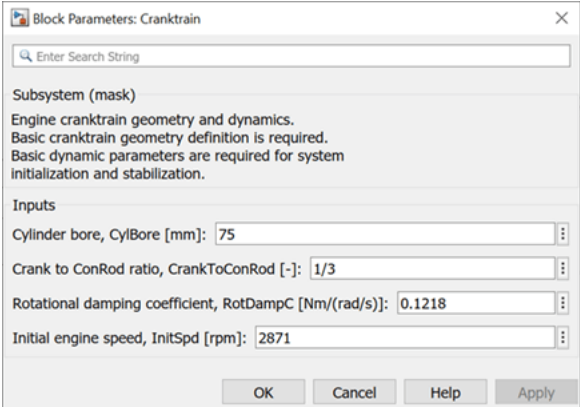 Block Parameters: Cranktrain
Enter Search String
Subsystem (mask)
Engine cranktrain geometry and dynamics.
Basic cranktrain geometry definition is required.
Basic dynamic parameters are required for system
initialization and stabilization.
Inputs
Cylinder bore, CylBore [mm]: 75
Crank to ConRod ratio, CrankToConRod [-]: 1/3
Rotational damping coefficient, RotDampC [Nm/(rad/s)]: 0.1218
Initial engine speed, InitSpd [rpm]: 2871
OK Cancel Help Apply